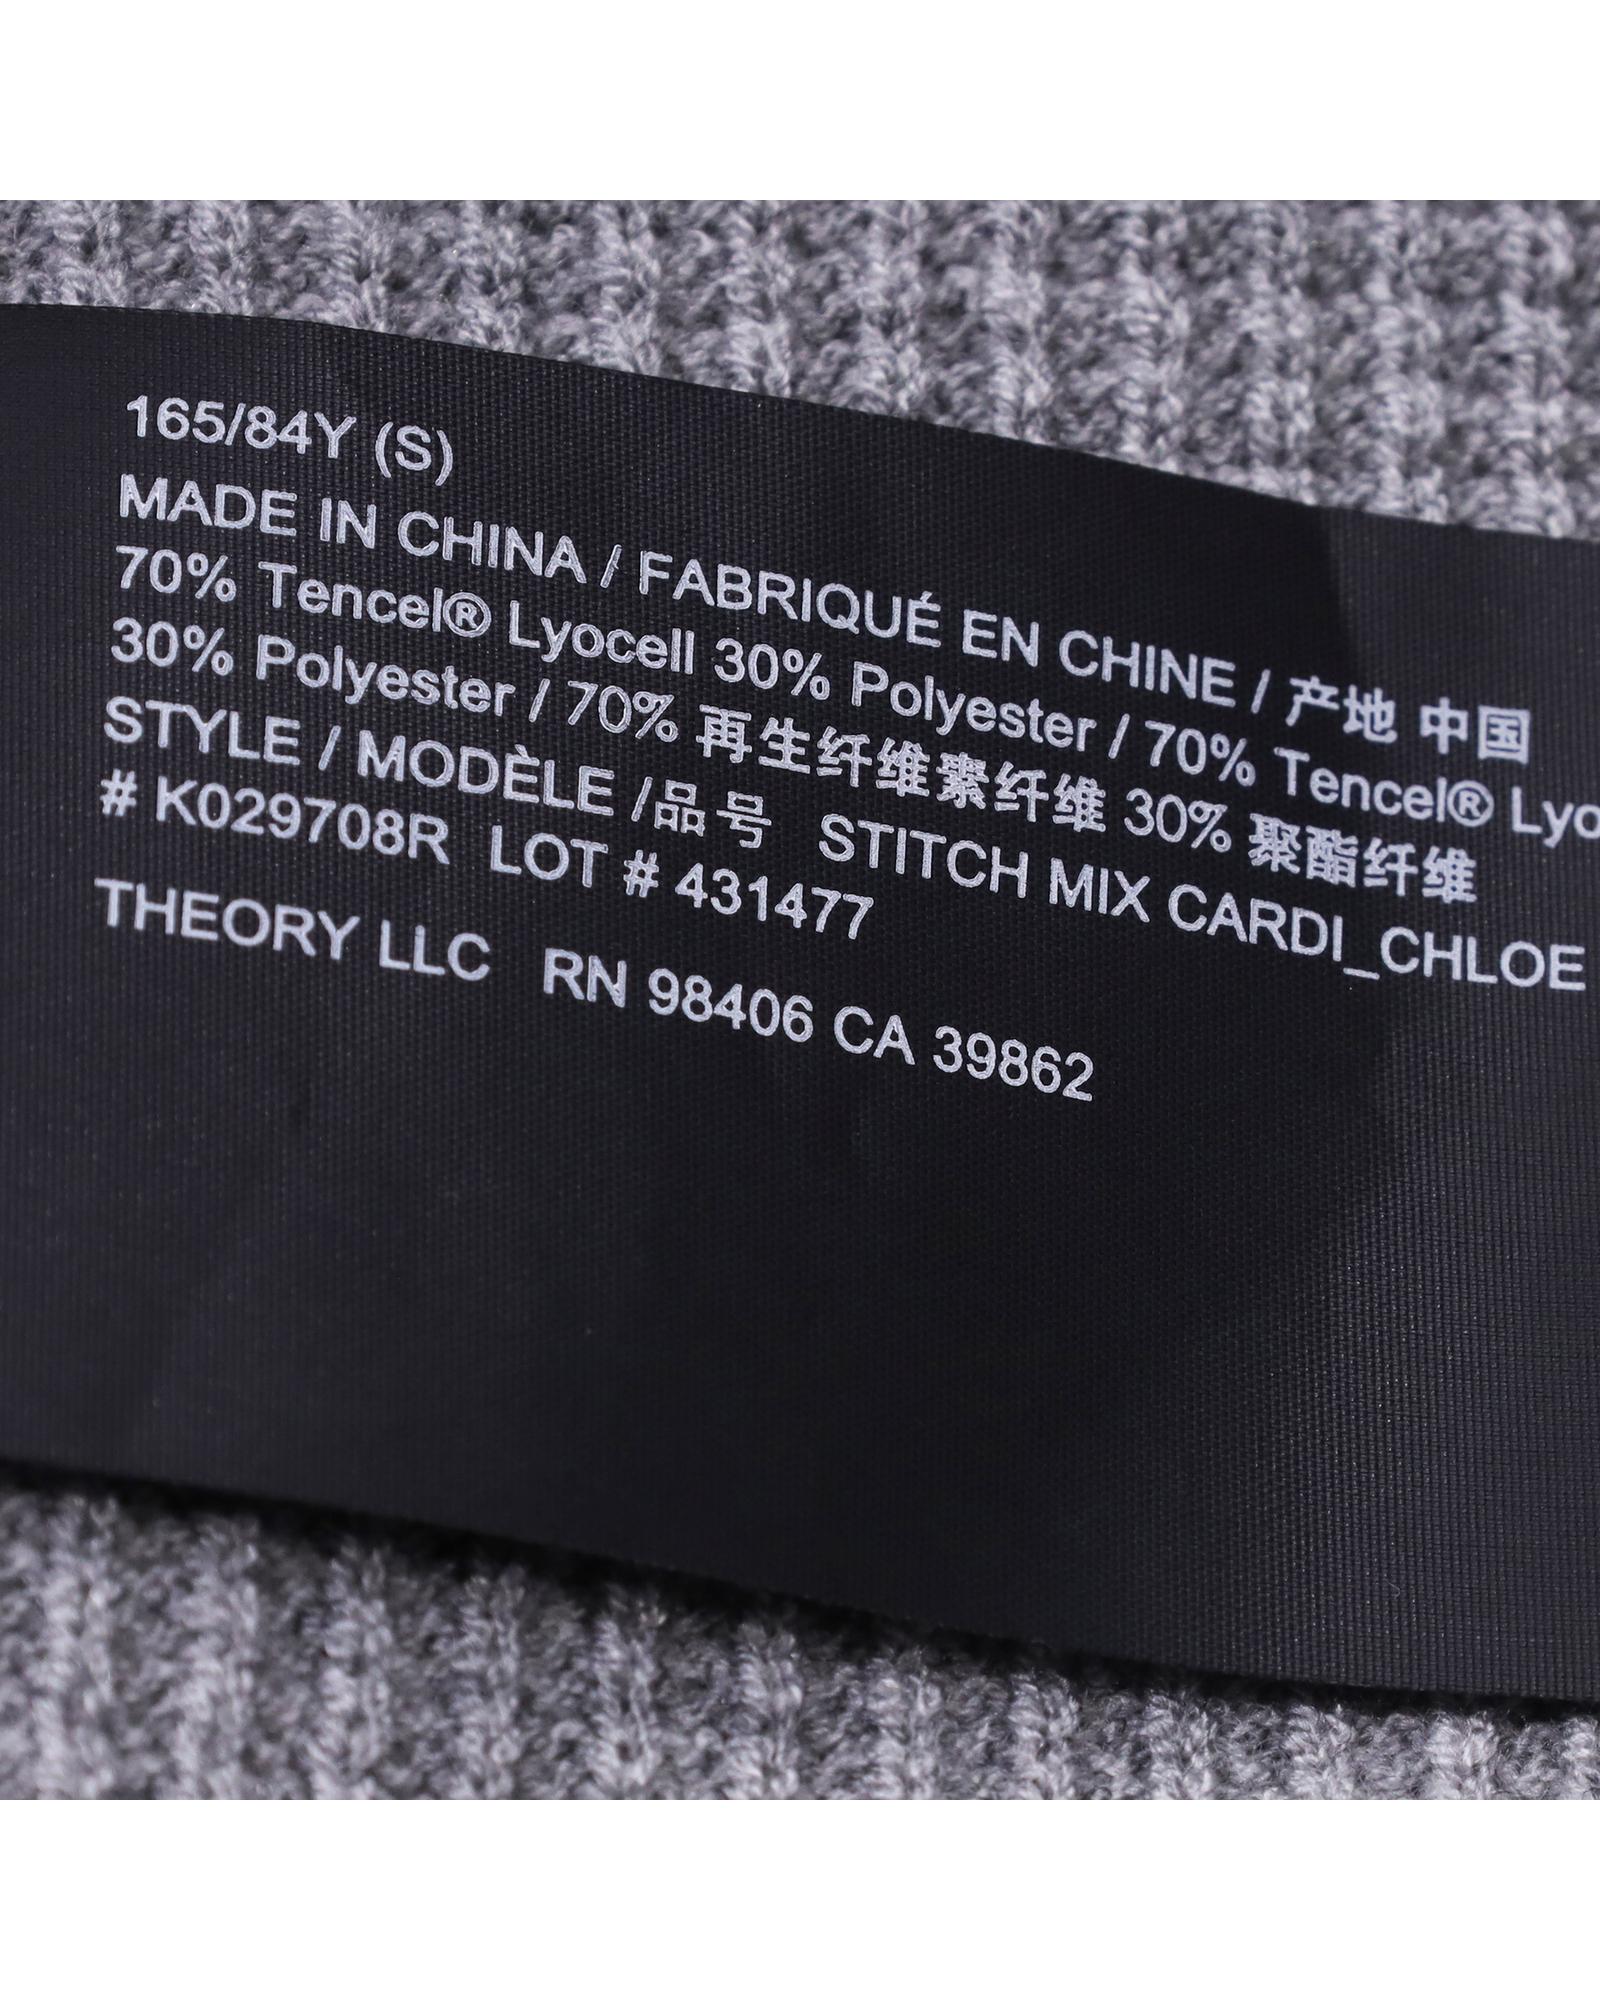 165/84Y (S)
MADE IN CHINA / FABRIQUÉ EN CHINE / 产地 中国
70% Tencel® Lyocell 30% Polyester / 70% Tencel® Lyo
30% Polyester / 70% 再生纤维素纤维 30% 聚酯纤维
STYLE / MODÈLE /品号 STITCH MIX CARDI_CHLOE
# K029708R LOT # 431477
THEORY LLC RN 98406 CA 39862